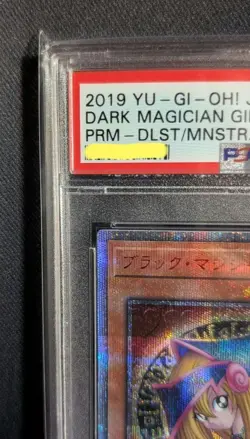 2019 YU-GI-OH! J
DARK MAGICIAN GI
PRM-DLST/MNSTR
ブラック・マジシ